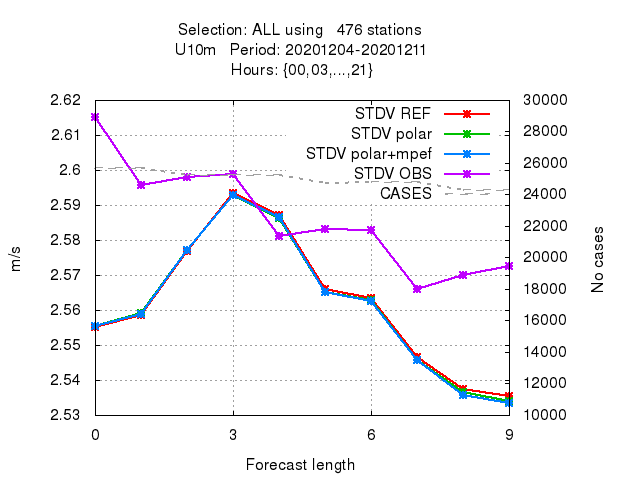 Selection: ALL using   476 stations
U10m   Period: 20201204-20201211
Hours: {00,03,...,21}
2.62
2.61
2.6
2.59
2.58
2.57
2.56
2.55
2.54
2.53
m/s
STDV REF
STDV polar
STDV polar+mpef
STDV OBS
CASES
30000
28000
26000
24000
22000
20000
18000
16000
14000
12000
10000
No cases
0 3 6 9
Forecast length